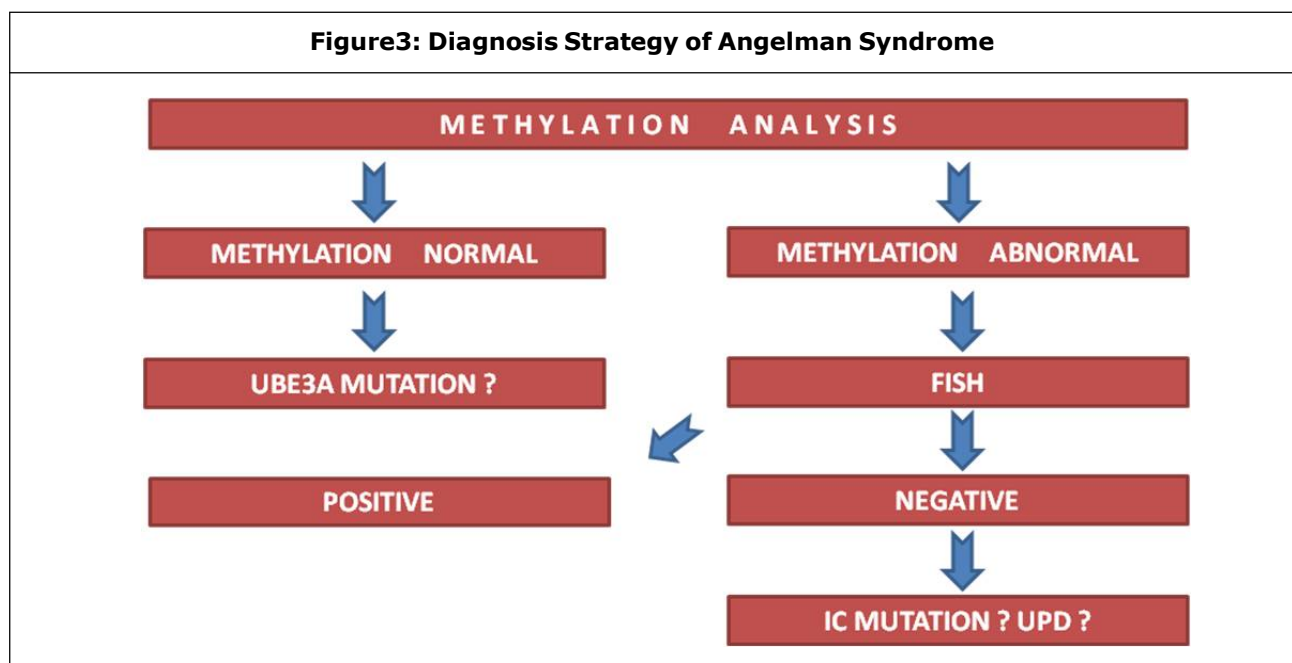 Figure3: Diagnosis Strategy of Angelman Syndrome
METHYLATION ANALYSIS
METHYLATION NORMAL
METHYLATION ABNORMAL
UBE3A MUTATION ?
FISH
POSITIVE
NEGATIVE
IC MUTATION ? UPD ?